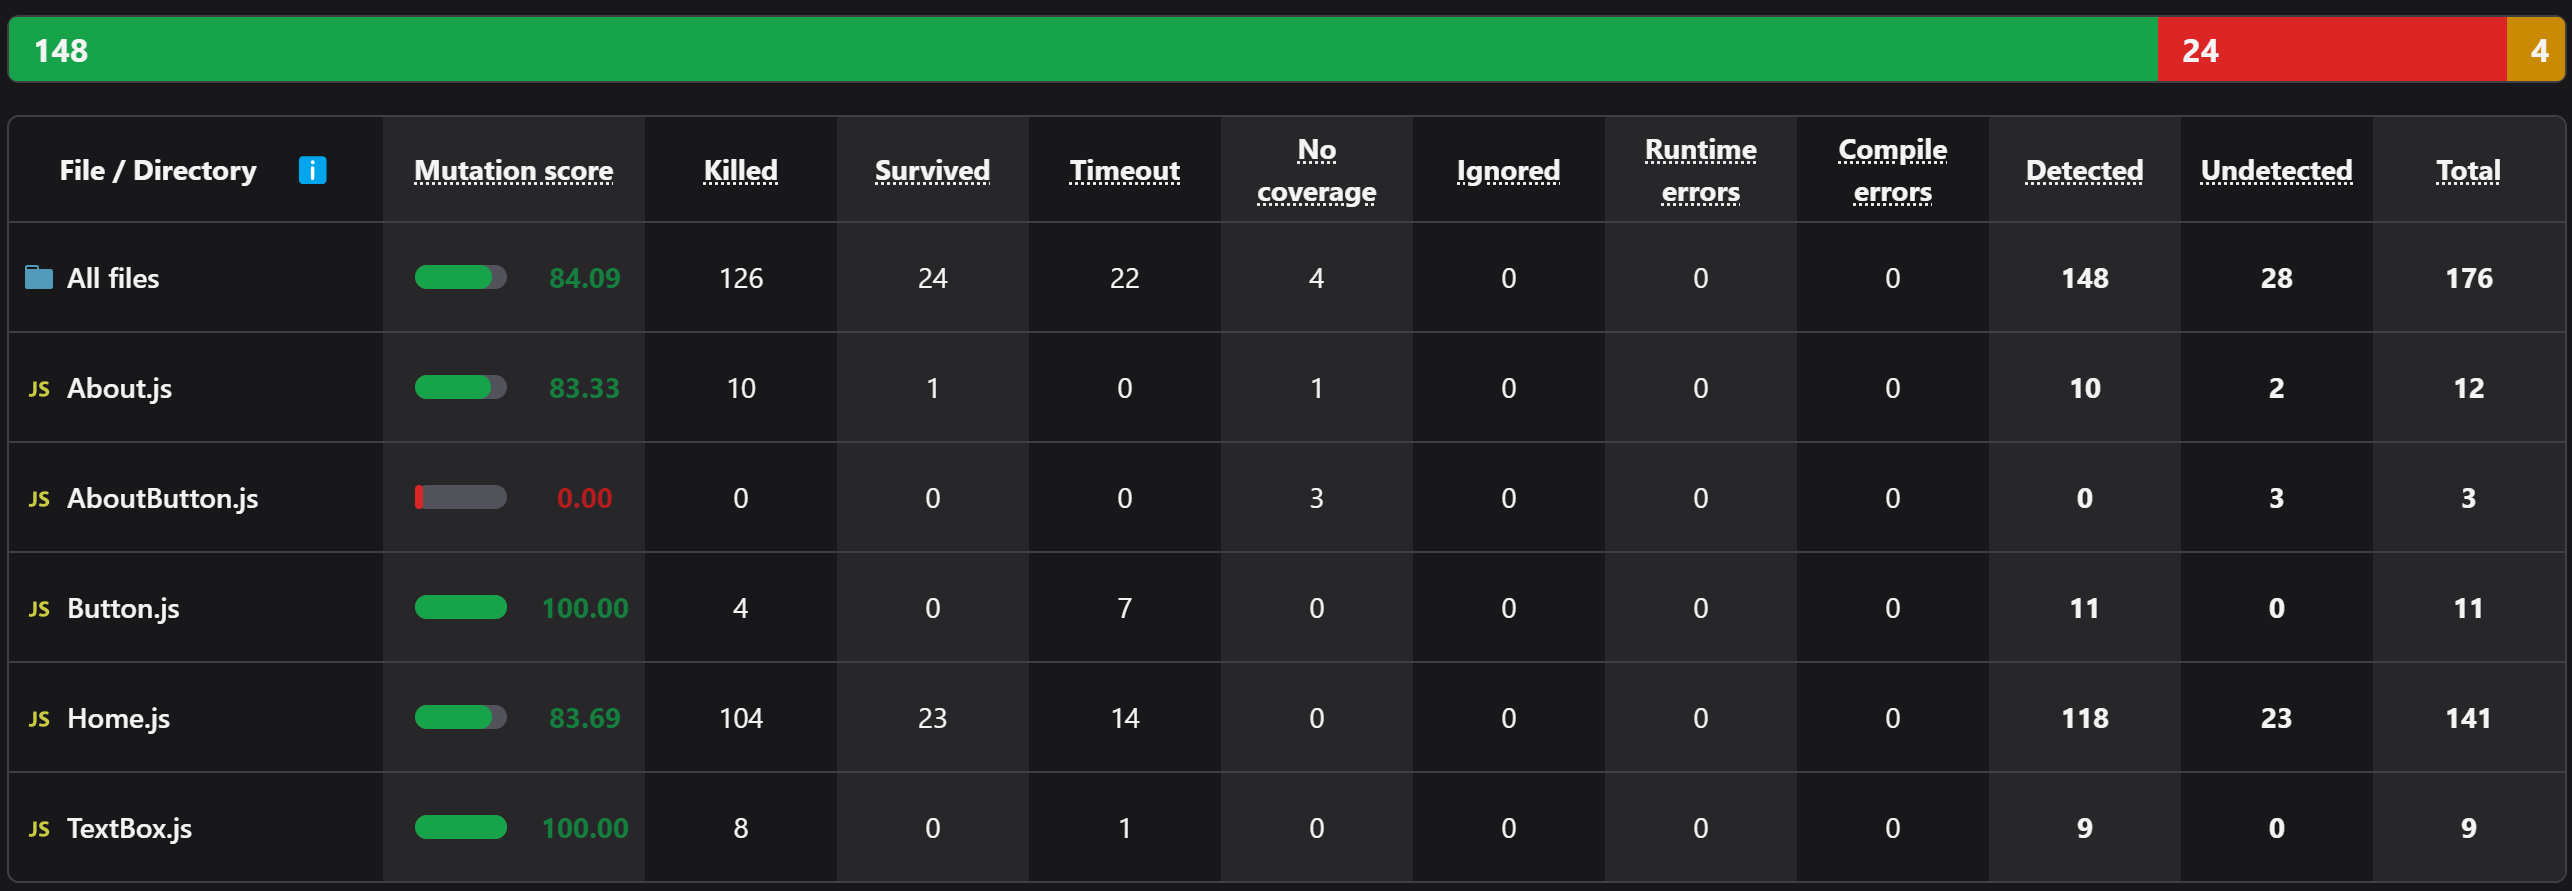 148 24 4
File / Directory i Mutation score Killed Survived Timeout No coverage Ignored Runtime errors Compile errors Detected Undetected Total
All files 84.09 126 24 22 4 0 0 0 148 28 176
JS About.js 83.33 10 1 0 1 0 0 0 10 2 12
JS AboutButton.js 0.00 0 0 0 3 0 0 0 0 3 3
JS Button.js 100.00 4 0 7 0 0 0 0 11 0 11
JS Home.js 83.69 104 23 14 0 0 0 0 118 23 141
JS TextBox.js 100.00 8 0 1 0 0 0 0 9 0 9